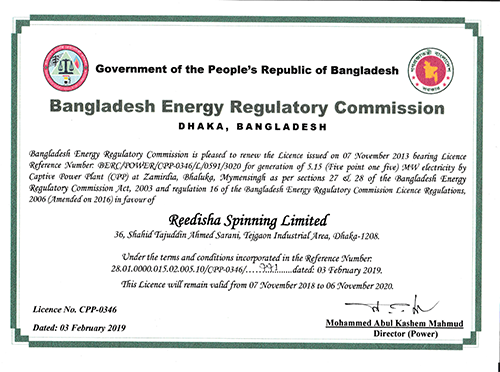 Government of the People's Republic of Bangladesh
Bangladesh Energy Regulatory Commission
DHAKA, BANGLADESH
Bangladesh Energy Regulatory Commission is pleased to renew the Licence issued on 07 November 2013 bearing Licence
Reference Number: BERC/POWER/CPP-0346/L/0591/3020 for generation of 5.15 (Five point one five) MW electricity by
Captive Power Plant (CPP) at Zamirdia, Bhaluka, Mymensingh as per sections 27 & 28 of the Bangladesh Energy
Regulatory Commission Act, 2003 and regulation 16 of the Bangladesh Energy Regulatory Commission Licence Regulations,
2006 (Amended on 2016) in favour of
Reedisha Spinning Limited
36, Shahid Tajuddin Ahmed Sarani, Tejgaon Industrial Area, Dhaka-1208.
Under the terms and conditions incorporated in the Reference Number:
28.01.0000.015.02.005.10/CPP-0346/ dated: 03 February 2019.
This Licence will remain valid from 07 November 2018 to 06 November 2020.
Licence No. CPP-0346
Dated: 03 February 2019
Mohammed Abul Kashem Mahmud
Director (Power)